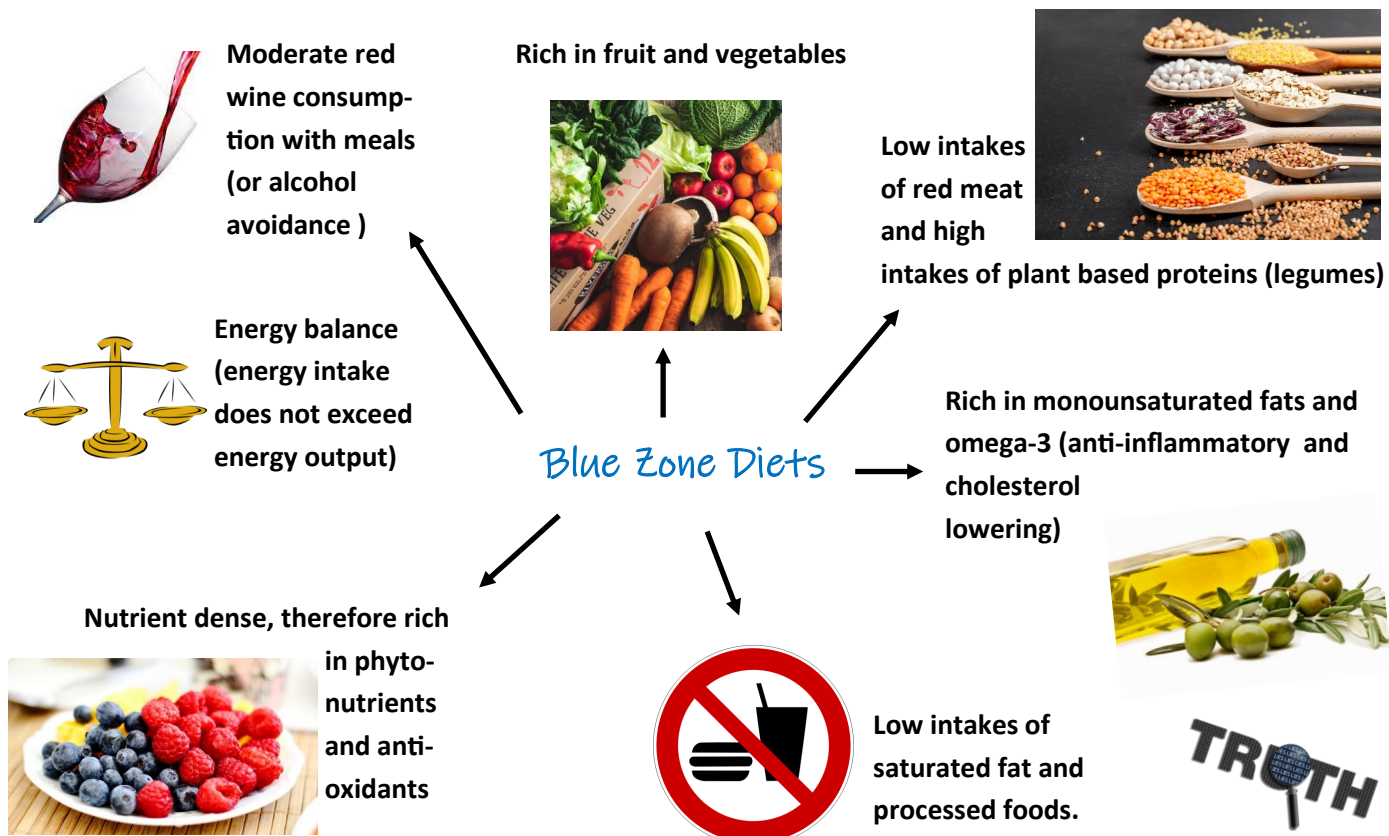 Moderate red
wine consump-
tion with meals
(or alcohol
avoidance )
Rich in fruit and vegetables
Low intakes
of red meat
and high
intakes of plant based proteins (legumes)
Energy balance
(energy intake
does not exceed
energy output)
Blue Zone Diets
Rich in monounsaturated fats and
omega-3 (anti-inflammatory  and
cholesterol
lowering)
Nutrient dense, therefore rich
in phyto-
nutrients
and anti-
oxidants
Low intakes of
saturated fat and
processed foods.
TRUTH